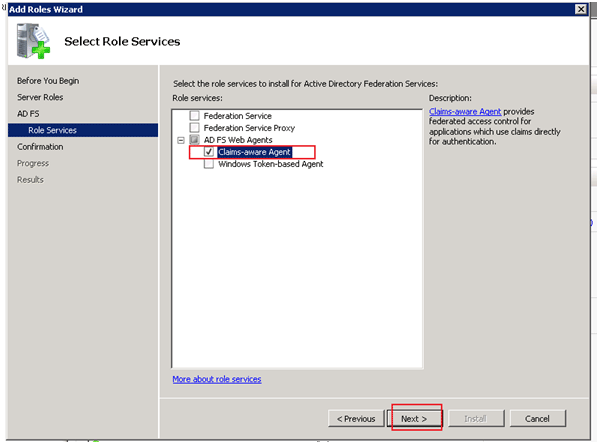 Add Roles Wizard
Select Role Services
Before You Begin
Server Roles
AD FS
Role Services
Confirmation
Progress
Results
Select the role services to install for Active Directory Federation Services:
Role services:
Federation Service
Federation Service Proxy
AD FS Web Agents
Claims-aware Agent
Windows Token-based Agent
More about role services
Description:
Claims-aware Agent provides
federated access control for
applications which use claims directly
for authentication.
< Previous
Next >
Install
Cancel